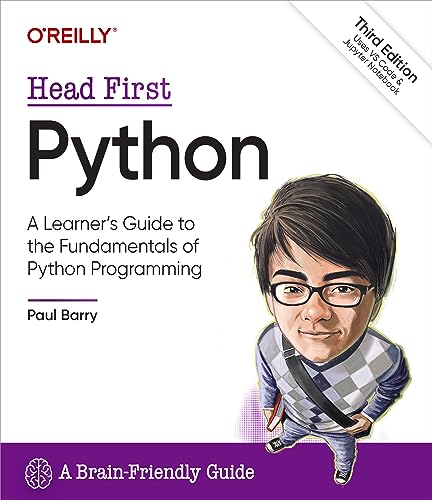 O'REILLY®
Third Edition
Uses VS Code &
Jupyter Notebook
Head First
Python
A Learner's Guide to
the Fundamentals of
Python Programming
Paul Barry
A Brain-Friendly Guide